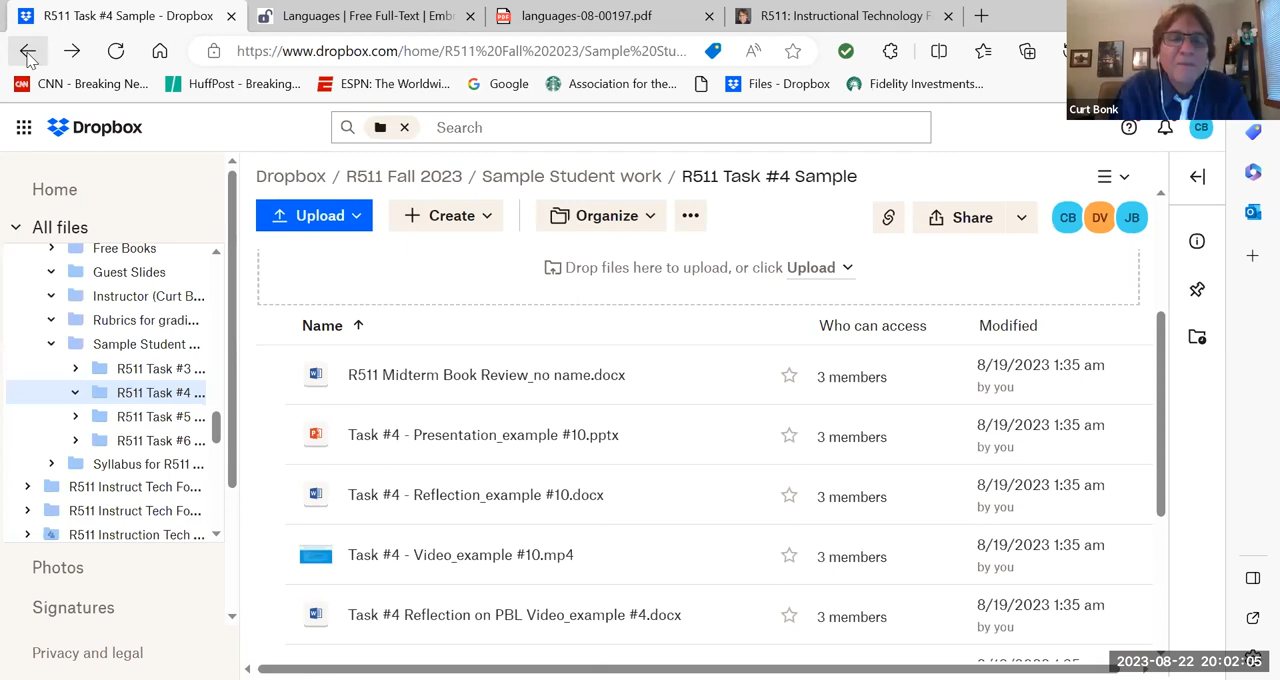 R511 Task #4 Sample - Dropbox
Languages | Free Full-Text | Emb
languages-08-00197.pdf
R511: Instructional Technology F
https://www.dropbox.com/home/R511%20Fall%202023/Sample%20Stu...
CNN - Breaking Ne...
HuffPost - Breaking...
ESPN: The Worldwi...
Google
Association for the...
Files - Dropbox
Fidelity Investments...
Curt Bonk
Dropbox
Search
CB
Home
Dropbox / R511 Fall 2023 / Sample Student work / R511 Task #4 Sample
All files
Upload
Create
Organize
Share
CB
DV
JB
Free Books
Guest Slides
Instructor (Curt B...
Rubrics for gradi...
Sample Student ...
R511 Task #3 ...
R511 Task #4 ...
R511 Task #5 ...
R511 Task #6 ...
Syllabus for R511 ...
R511 Instruct Tech Fo...
R511 Instruct Tech Fo...
R511 Instruction Tech ...
Photos
Signatures
Privacy and legal
Drop files here to upload, or click Upload
Name
Who can access
Modified
R511 Midterm Book Review_no name.docx
3 members
8/19/2023 1:35 am
by you
Task #4 - Presentation_example #10.pptx
3 members
8/19/2023 1:35 am
by you
Task #4 - Reflection_example #10.docx
3 members
8/19/2023 1:35 am
by you
Task #4 - Video_example #10.mp4
3 members
8/19/2023 1:35 am
by you
Task #4 Reflection on PBL Video_example #4.docx
3 members
8/19/2023 1:35 am
by you
2023-08-22 20:02:05